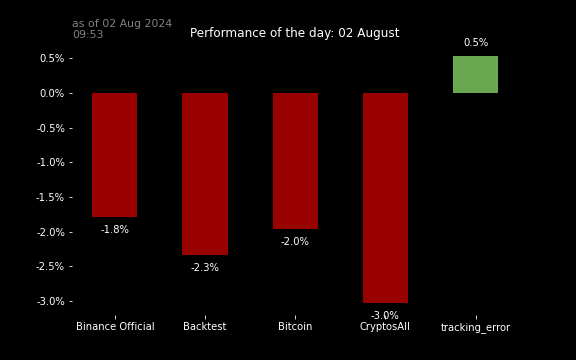 as of 02 Aug 2024
09:53
Performance of the day: 02 August
0.5%
0.5%
0.0%
-0.5%
-1.0%
-1.5%
-2.0%
-2.5%
-3.0%
-1.8%
-2.3%
-2.0%
-3.0%
Binance Official
Backtest
Bitcoin
CryptosAll
tracking_error